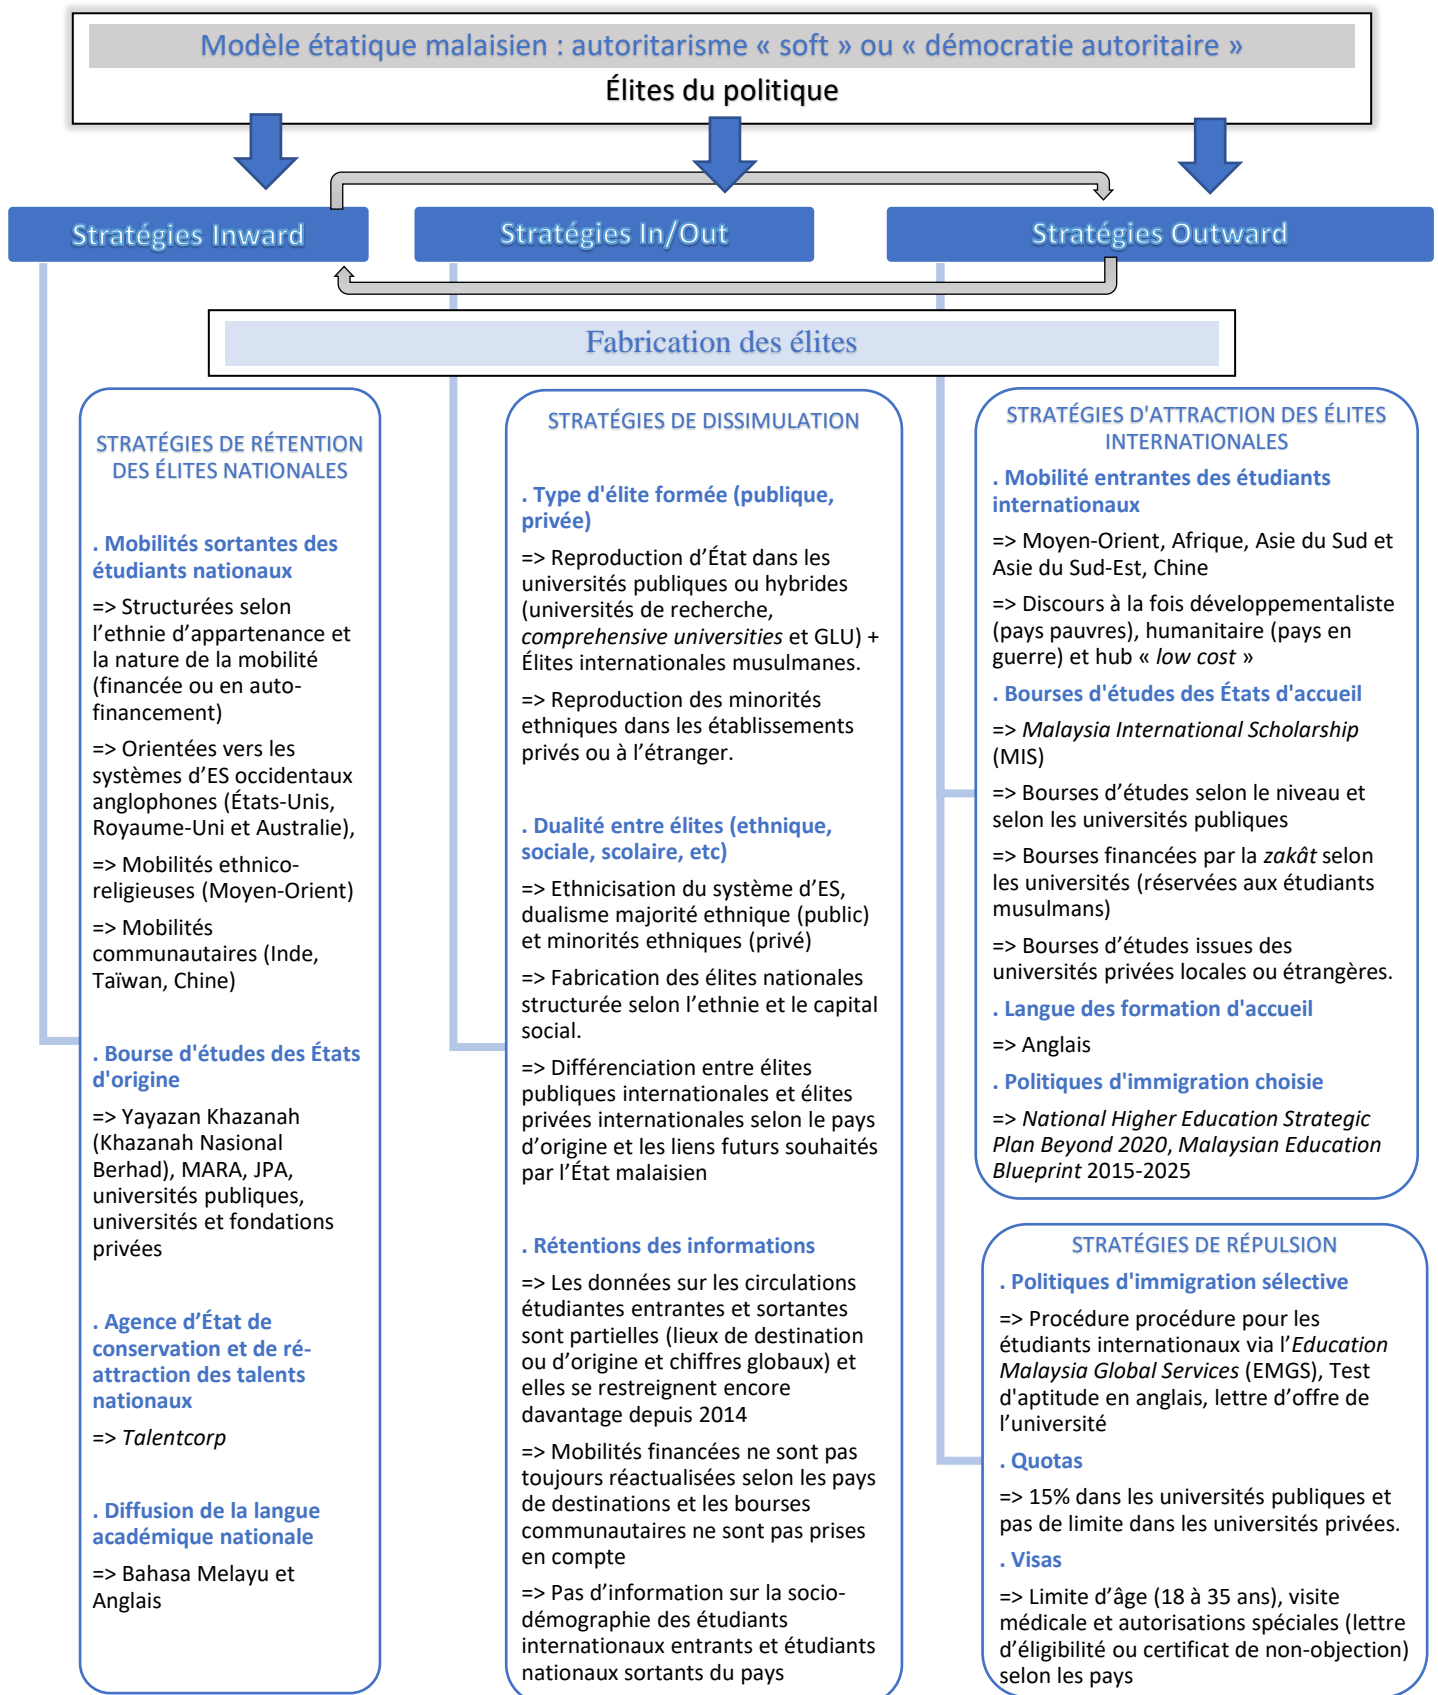 Modèle étatique malaisien : autoritarisme « soft » ou « démocratie autoritaire »
Élites du politique
Stratégies Inward
Stratégies In/Out
Stratégies Outward
Fabrication des élites
STRATÉGIES DE RÉTENTION
DES ÉLITES NATIONALES
. Mobilités sortantes des
étudiants nationaux
=> Structurées selon
l’ethnie d’appartenance et
la nature de la mobilité
(financée ou en auto-
financement)
=> Orientées vers les
systèmes d’ES occidentaux
anglophones (États-Unis,
Royaume-Uni et Australie),
=> Mobilités ethnico-
religieuses (Moyen-Orient)
=> Mobilités
communautaires (Inde,
Taïwan, Chine)
. Bourse d'études des États
d'origine
=> Yayazan Khazanah
(Khazanah Nasional
Berhad), MARA, JPA,
universités publiques,
universités et fondations
privées
. Agence d’État de
conservation et de ré-
attraction des talents
nationaux
=> Talentcorp
. Diffusion de la langue
académique nationale
=> Bahasa Melayu et
Anglais
STRATÉGIES DE DISSIMULATION
. Type d'élite formée (publique,
privée)
=> Reproduction d’État dans les
universités publiques ou hybrides
(universités de recherche,
comprehensive universities et GLU) +
Élites internationales musulmanes.
=> Reproduction des minorités
ethniques dans les établissements
privés ou à l’étranger.
. Dualité entre élites (ethnique,
sociale, scolaire, etc)
=> Ethnicisation du système d’ES,
dualisme majorité ethnique (public)
et minorités ethniques (privé)
=> Fabrication des élites nationales
structurée selon l’ethnie et le capital
social.
=> Différenciation entre élites
publiques internationales et élites
privées internationales selon le pays
d’origine et les liens futurs souhaités
par l’État malaisien
. Rétentions des informations
=> Les données sur les circulations
étudiantes entrantes et sortantes
sont partielles (lieux de destination
ou d’origine et chiffres globaux) et
elles se restreignent encore
davantage depuis 2014
=> Mobilités financées ne sont pas
toujours réactualisées selon les pays
de destinations et les bourses
communautaires ne sont pas prises
en compte
=> Pas d’information sur la socio-
démographie des étudiants
internationaux entrants et étudiants
nationaux sortants du pays
STRATÉGIES D'ATTRACTION DES ÉLITES
INTERNATIONALES
. Mobilité entrantes des étudiants
internationaux
=> Moyen-Orient, Afrique, Asie du Sud et
Asie du Sud-Est, Chine
=> Discours à la fois développementaliste
(pays pauvres), humanitaire (pays en
guerre) et hub « low cost »
. Bourses d'études des États d'accueil
=> Malaysia International Scholarship
(MIS)
=> Bourses d’études selon le niveau et
selon les universités publiques
=> Bourses financées par la zakât selon
les universités (réservées aux étudiants
musulmans)
=> Bourses d’études issues des
universités privées locales ou étrangères.
. Langue des formation d'accueil
=> Anglais
. Politiques d'immigration choisie
=> National Higher Education Strategic
Plan Beyond 2020, Malaysian Education
Blueprint 2015-2025
STRATÉGIES DE RÉPULSION
. Politiques d'immigration sélective
=> Procédure procédure pour les
étudiants internationaux via l’Education
Malaysia Global Services (EMGS), Test
d'aptitude en anglais, lettre d’offre de
l’université
. Quotas
=> 15% dans les universités publiques et
pas de limite dans les universités privées.
. Visas
=> Limite d’âge (18 à 35 ans), visite
médicale et autorisations spéciales (lettre
d’éligibilité ou certificat de non-objection)
selon les pays